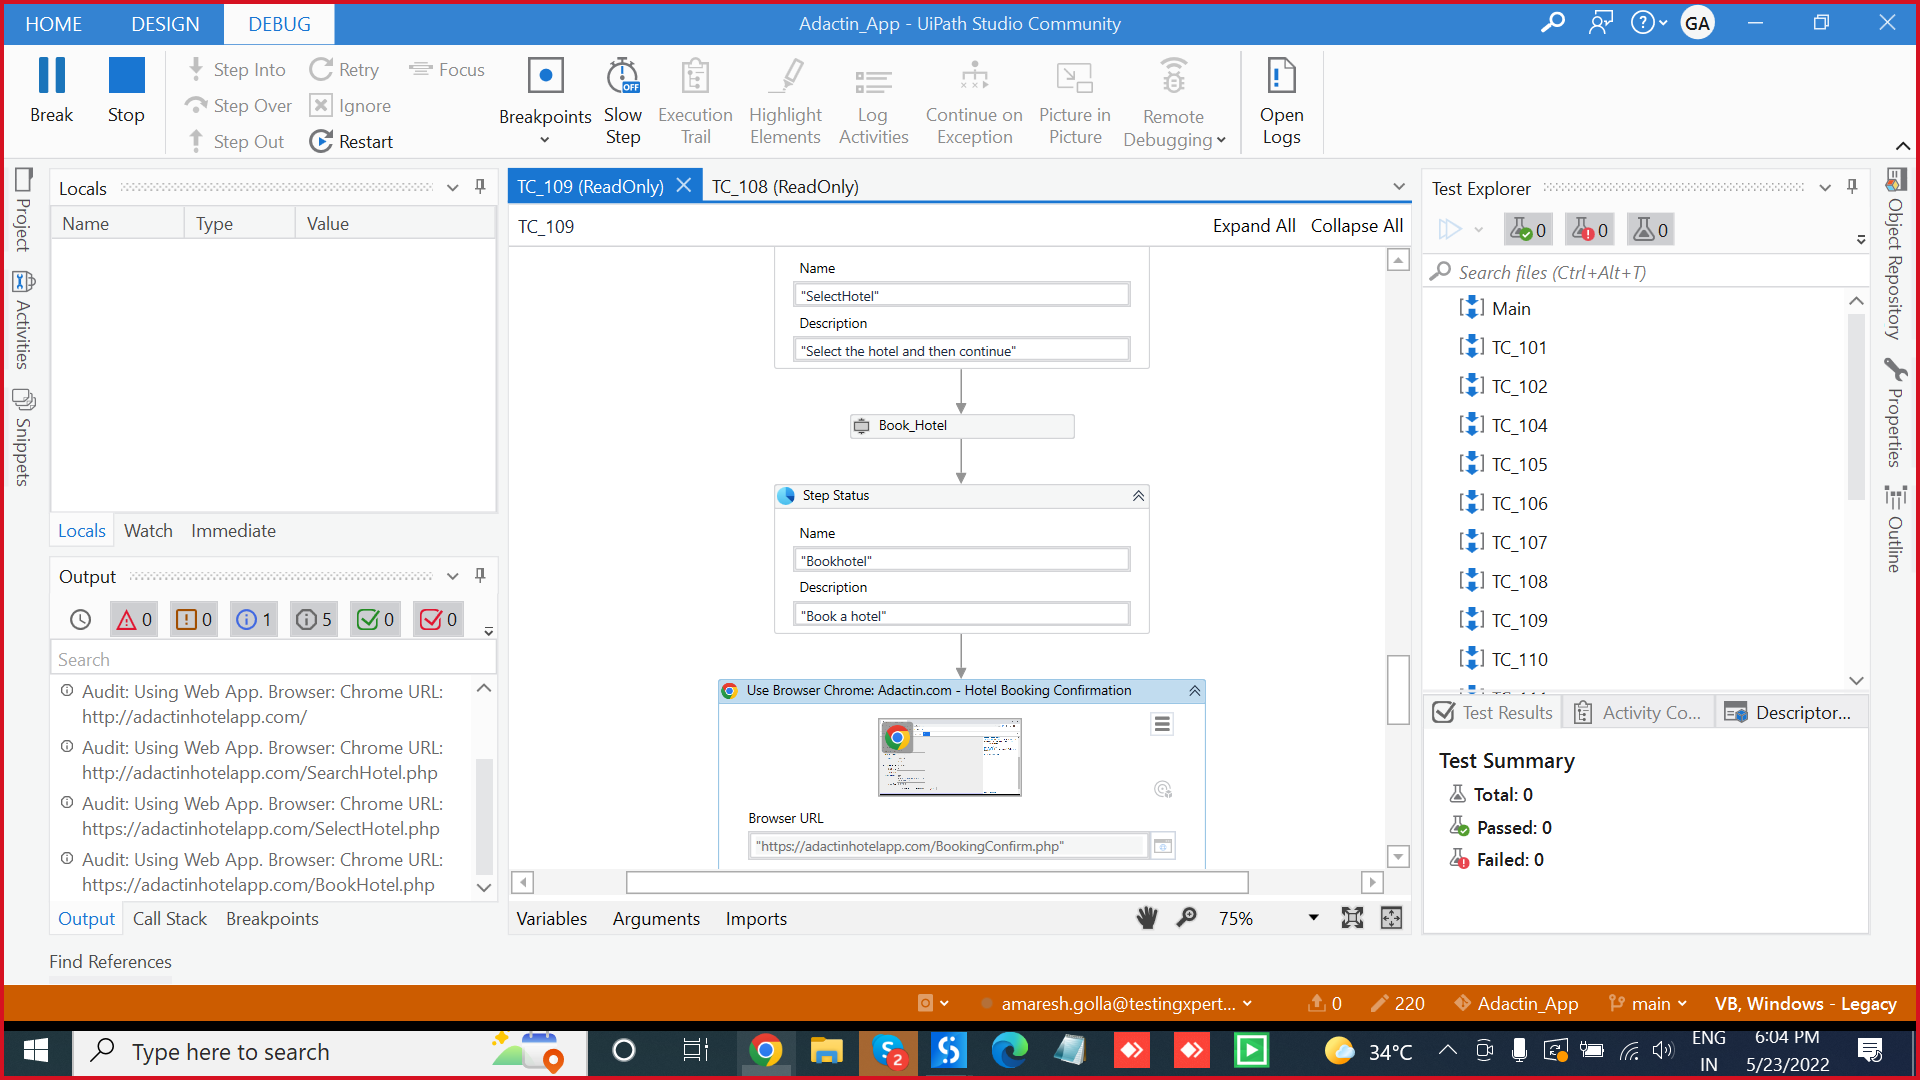 HOME DESIGN DEBUG Adactin_App - UiPath Studio Community GA
Break Stop
Step Into Retry Focus
Step Over Ignore
Step Out Restart
Breakpoints
Slow Step
Execution Trail
Highlight Elements
Log Activities
Continue on Exception
Picture in Picture
Remote Debugging
Open Logs
Project
Activities
Snippets
Locals
Name Type Value
Locals Watch Immediate
Output
0 0 1 5 0 0
Search
Audit: Using Web App. Browser: Chrome URL:
http://adactinhotelapp.com/
Audit: Using Web App. Browser: Chrome URL:
http://adactinhotelapp.com/SearchHotel.php
Audit: Using Web App. Browser: Chrome URL:
https://adactinhotelapp.com/SelectHotel.php
Audit: Using Web App. Browser: Chrome URL:
https://adactinhotelapp.com/BookHotel.php
Output Call Stack Breakpoints
Find References
TC_109 (ReadOnly) TC_108 (ReadOnly)
TC_109 Expand All Collapse All
Name
"SelectHotel"
Description
"Select the hotel and then continue"
Book_Hotel
Step Status
Name
"Bookhotel"
Description
"Book a hotel"
Use Browser Chrome: Adactin.com - Hotel Booking Confirmation
Browser URL
"https://adactinhotelapp.com/BookingConfirm.php"
Variables Arguments Imports 75%
Test Explorer
0 0 0
Search files (Ctrl+Alt+T)
Main
TC_101
TC_102
TC_104
TC_105
TC_106
TC_107
TC_108
TC_109
TC_110
Test Results Activity Co... Descriptor...
Test Summary
Total: 0
Passed: 0
Failed: 0
Object Repository
Properties
Outline
amaresh.golla@testingxpert... 0 220 Adactin_App main VB, Windows - Legacy
Type here to search 2 34°C ENG IN 6:04 PM 5/23/2022